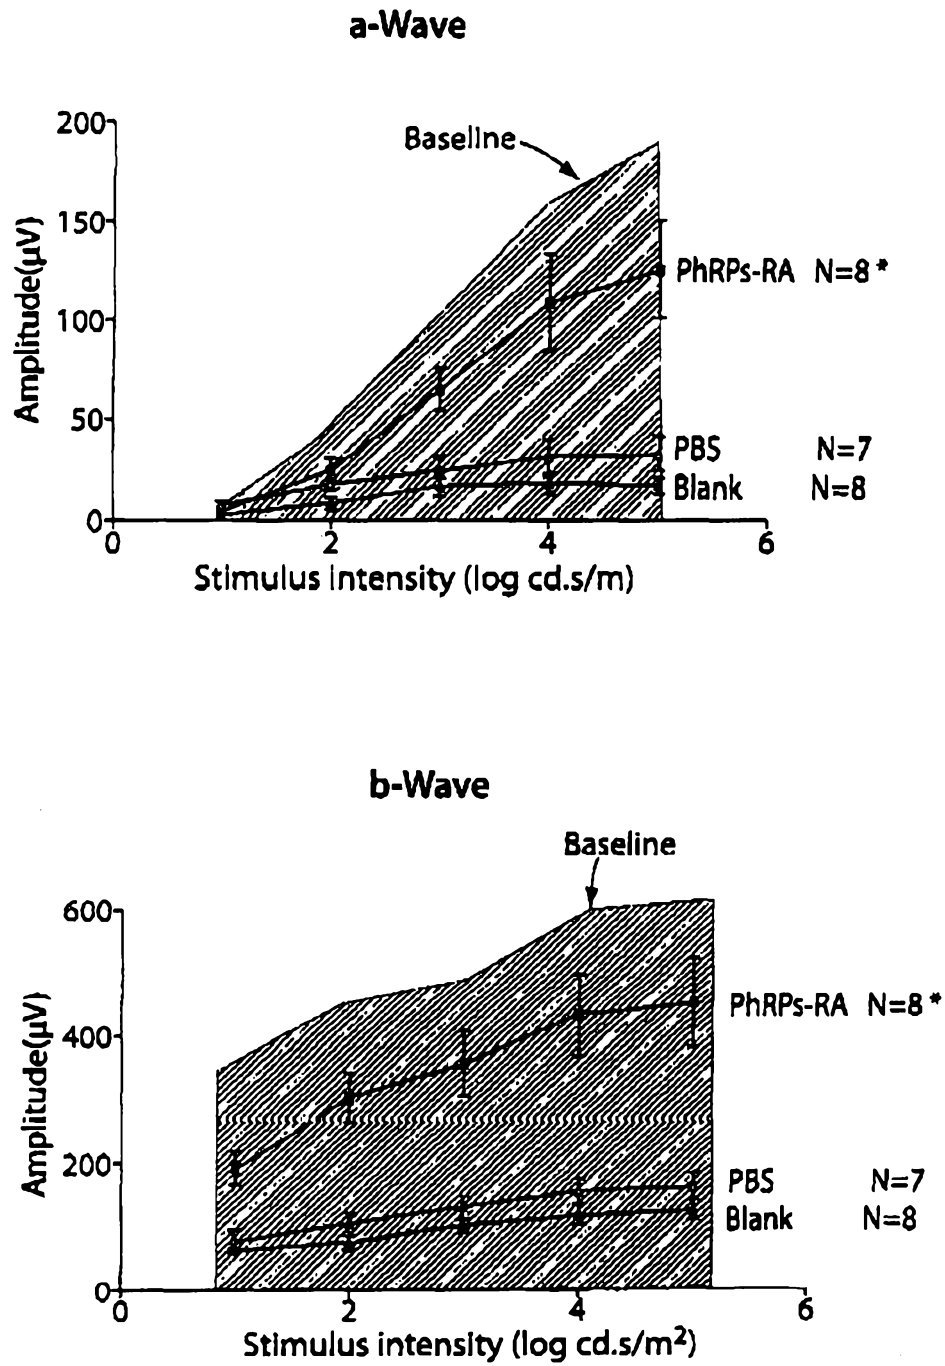 a-Wave
200
Baseline
150
PhRPs-RA N=8*
100
Amplitude(μV)
50
PBS N=7
Blank N=8
0
0 2 4 6
Stimulus intensity (log cd.s/m)
b-Wave
Baseline
600
PhRPs-RA N=8*
400
Amplitude(μV)
200
PBS N=7
Blank N=8
0
0 2 4 6
Stimulus intensity (log cd.s/m²)